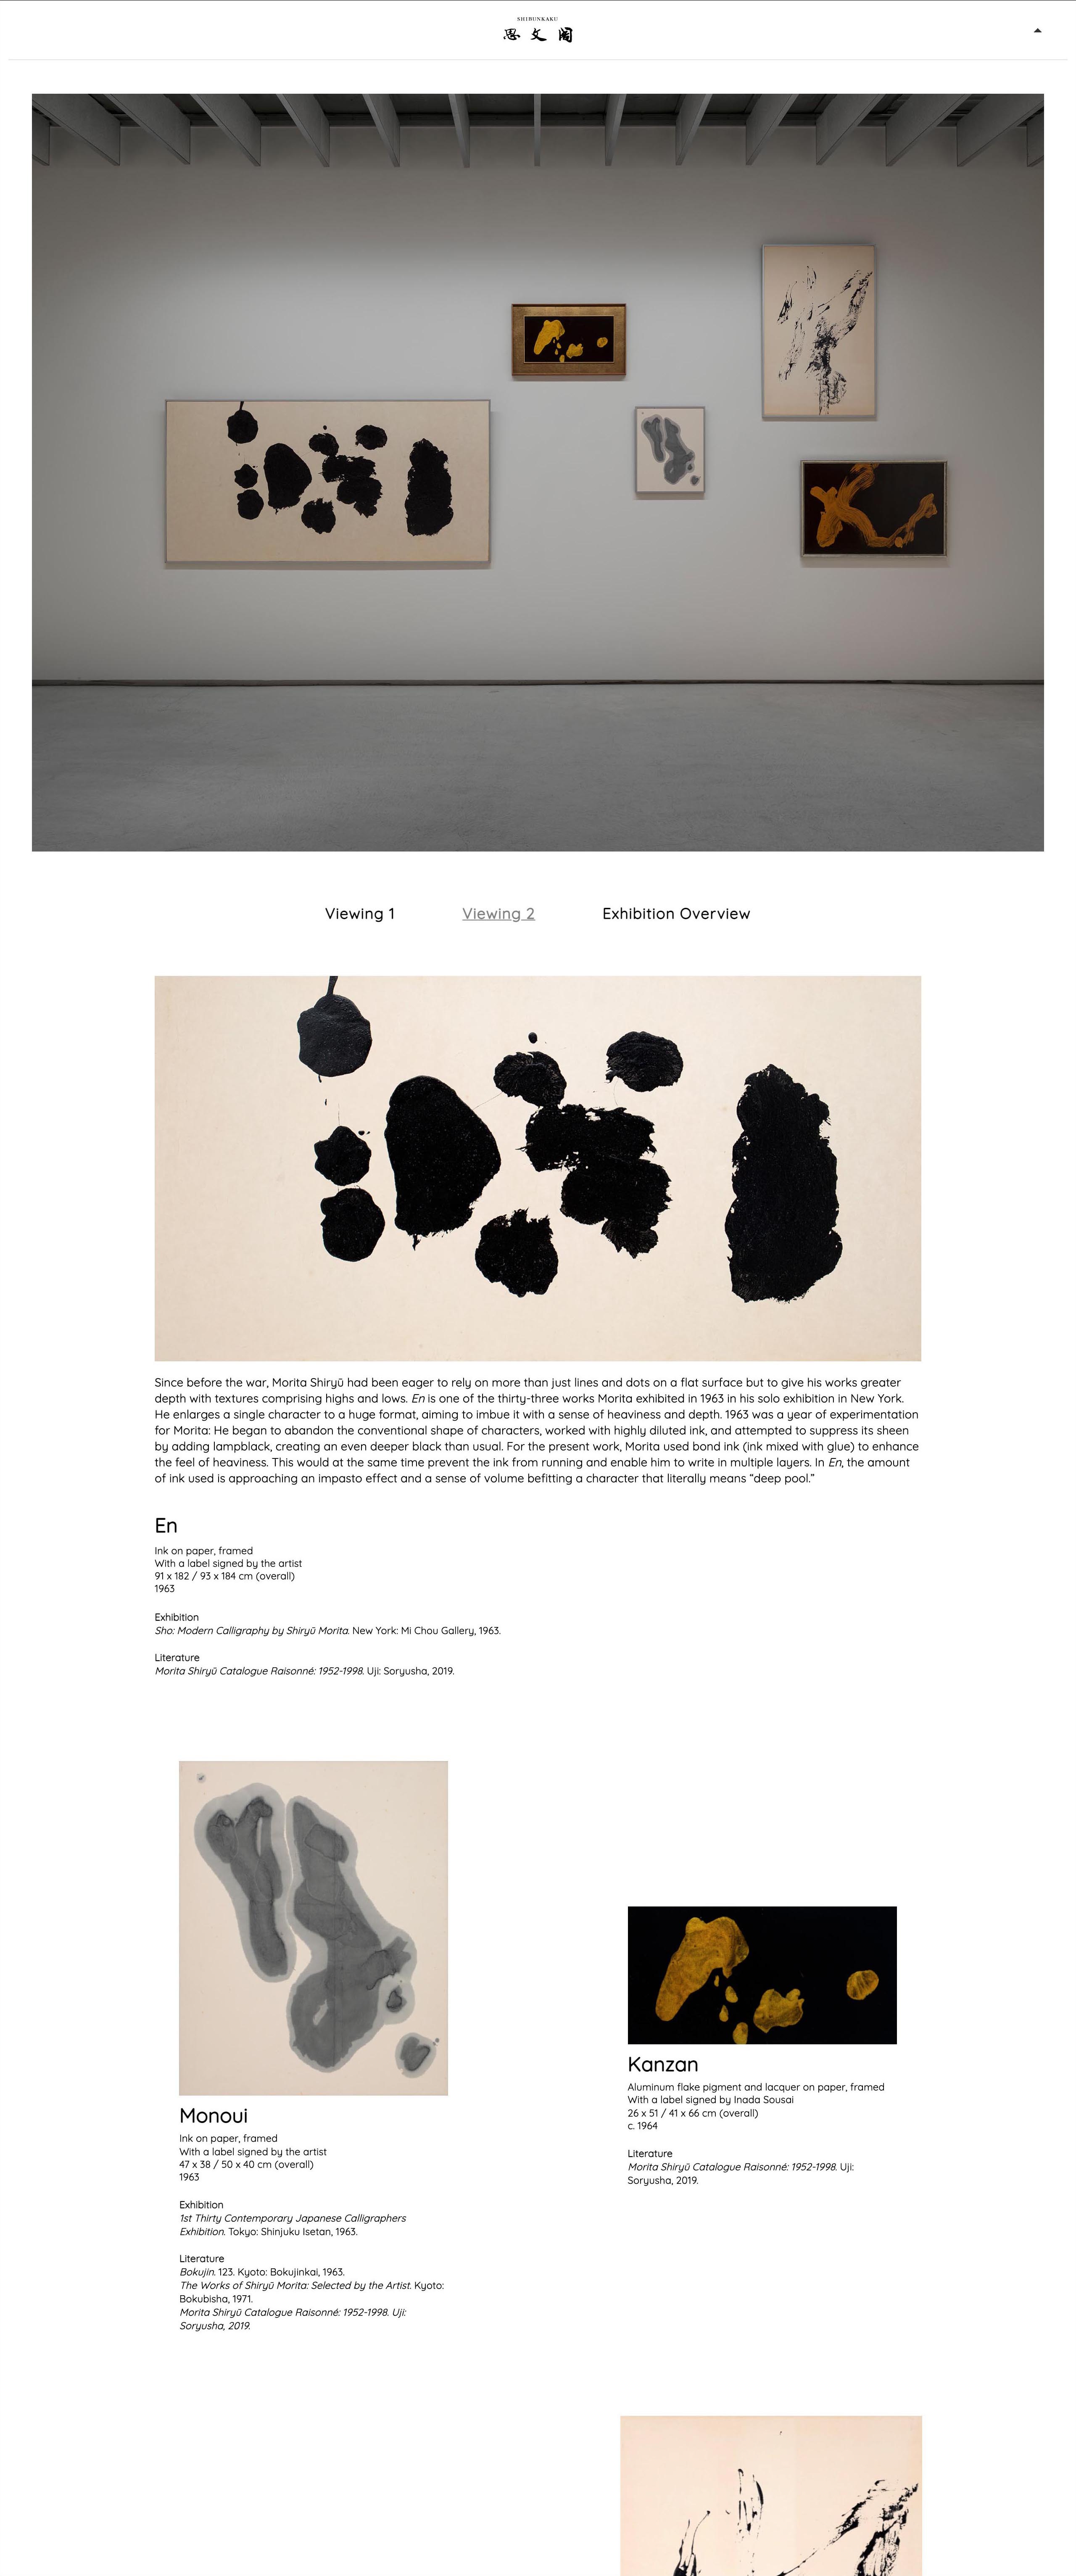 SHIBUNKAKU
思文閣
Viewing 1
Viewing 2
Exhibition Overview
Since before the war, Morita Shiryū had been eager to rely on more than just lines and dots on a flat surface but to give his works greater
depth with textures comprising highs and lows. En is one of the thirty-three works Morita exhibited in 1963 in his solo exhibition in New York.
He enlarges a single character to a huge format, aiming to imbue it with a sense of heaviness and depth. 1963 was a year of experimentation
for Morita: He began to abandon the conventional shape of characters, worked with highly diluted ink, and attempted to suppress its sheen
by adding lampblack, creating an even deeper black than usual. For the present work, Morita used bond ink (ink mixed with glue) to enhance
the feel of heaviness. This would at the same time prevent the ink from running and enable him to write in multiple layers. In En, the amount
of ink used is approaching an impasto effect and a sense of volume befitting a character that literally means “deep pool.”
En
Ink on paper, framed
With a label signed by the artist
91 x 182 / 93 x 184 cm (overall)
1963
Exhibition
Sho: Modern Calligraphy by Shiryū Morita. New York: Mi Chou Gallery, 1963.
Literature
Morita Shiryū Catalogue Raisonné: 1952-1998. Uji: Soryusha, 2019.
Monoui
Ink on paper, framed
With a label signed by the artist
47 x 38 / 50 x 40 cm (overall)
1963
Exhibition
1st Thirty Contemporary Japanese Calligraphers
Exhibition. Tokyo: Shinjuku Isetan, 1963.
Literature
Bokujin. 123. Kyoto: Bokujinkai, 1963.
The Works of Shiryū Morita: Selected by the Artist. Kyoto:
Bokubisha, 1971.
Morita Shiryū Catalogue Raisonné: 1952-1998. Uji:
Soryusha, 2019.
Kanzan
Aluminum flake pigment and lacquer on paper, framed
With a label signed by Inada Sousai
26 x 51 / 41 x 66 cm (overall)
c. 1964
Literature
Morita Shiryū Catalogue Raisonné: 1952-1998. Uji:
Soryusha, 2019.